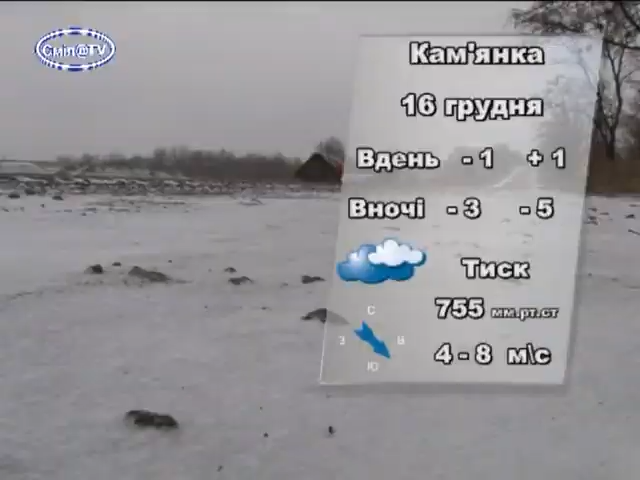 Сміл@TV
Кам'янка
16 грудня
Вдень -1 +1
Вночі -3 -5
Тиск
755 мм.рт.ст
С
З В
Ю
4-8 м\с